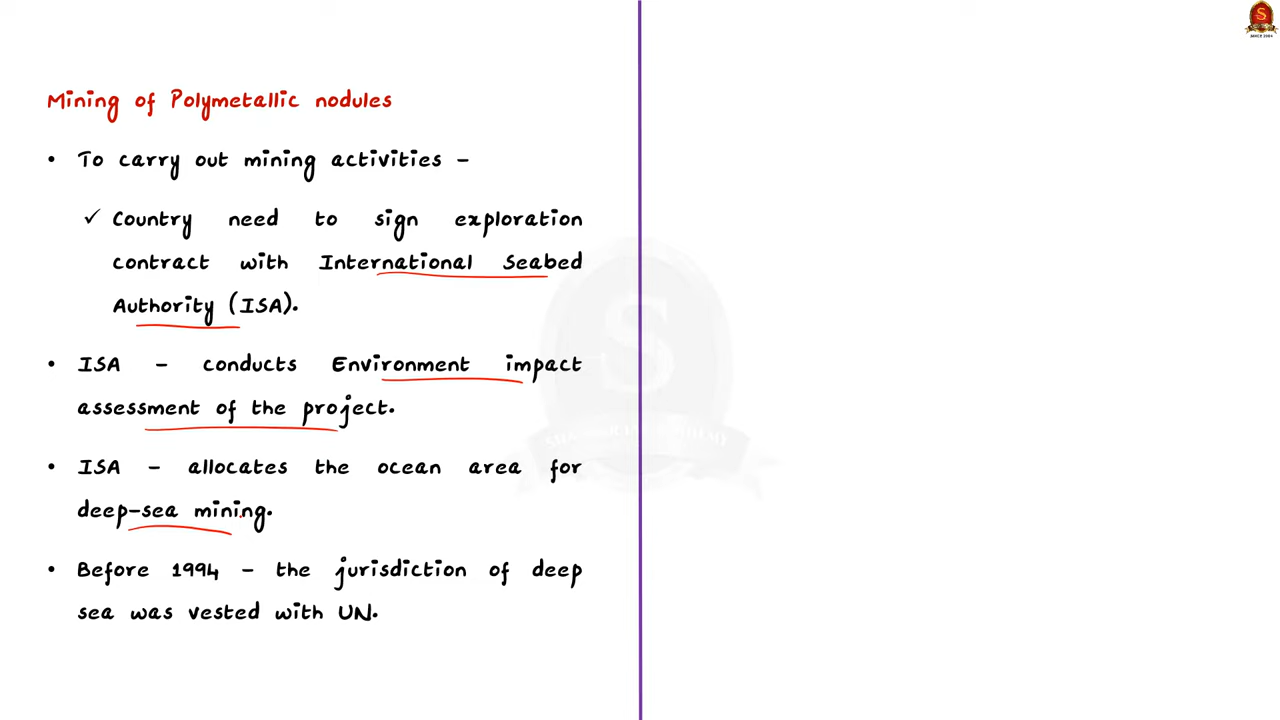 Mining of Polymetallic nodules
• To carry out mining activities –
✓ Country need to sign exploration
contract with International Seabed
Authority (ISA).
• ISA – conducts Environment impact
assessment of the project.
• ISA – allocates the ocean area for
deep-sea mining.
• Before 1994 – the jurisdiction of deep
sea was vested with UN.
S
SINCE 2004